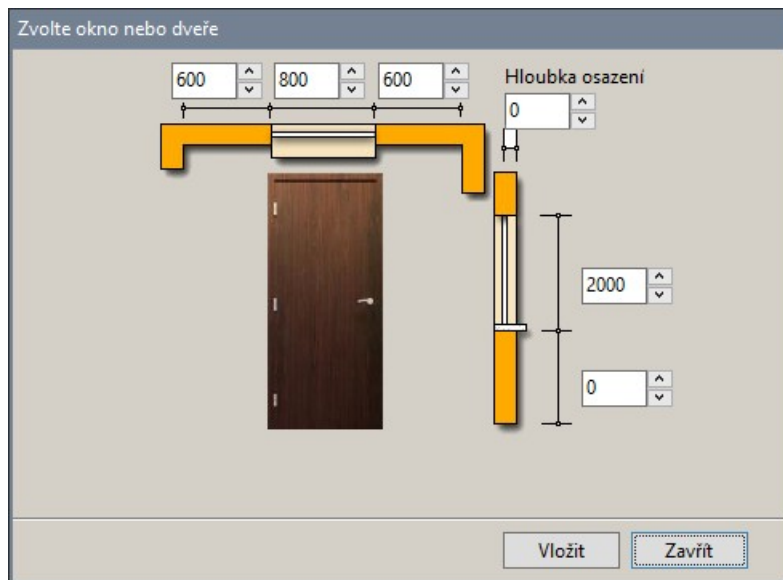 Zvolte okno nebo dveře
600 800 600
Hloubka osazení
0
2000
0
Vložit Zavřít